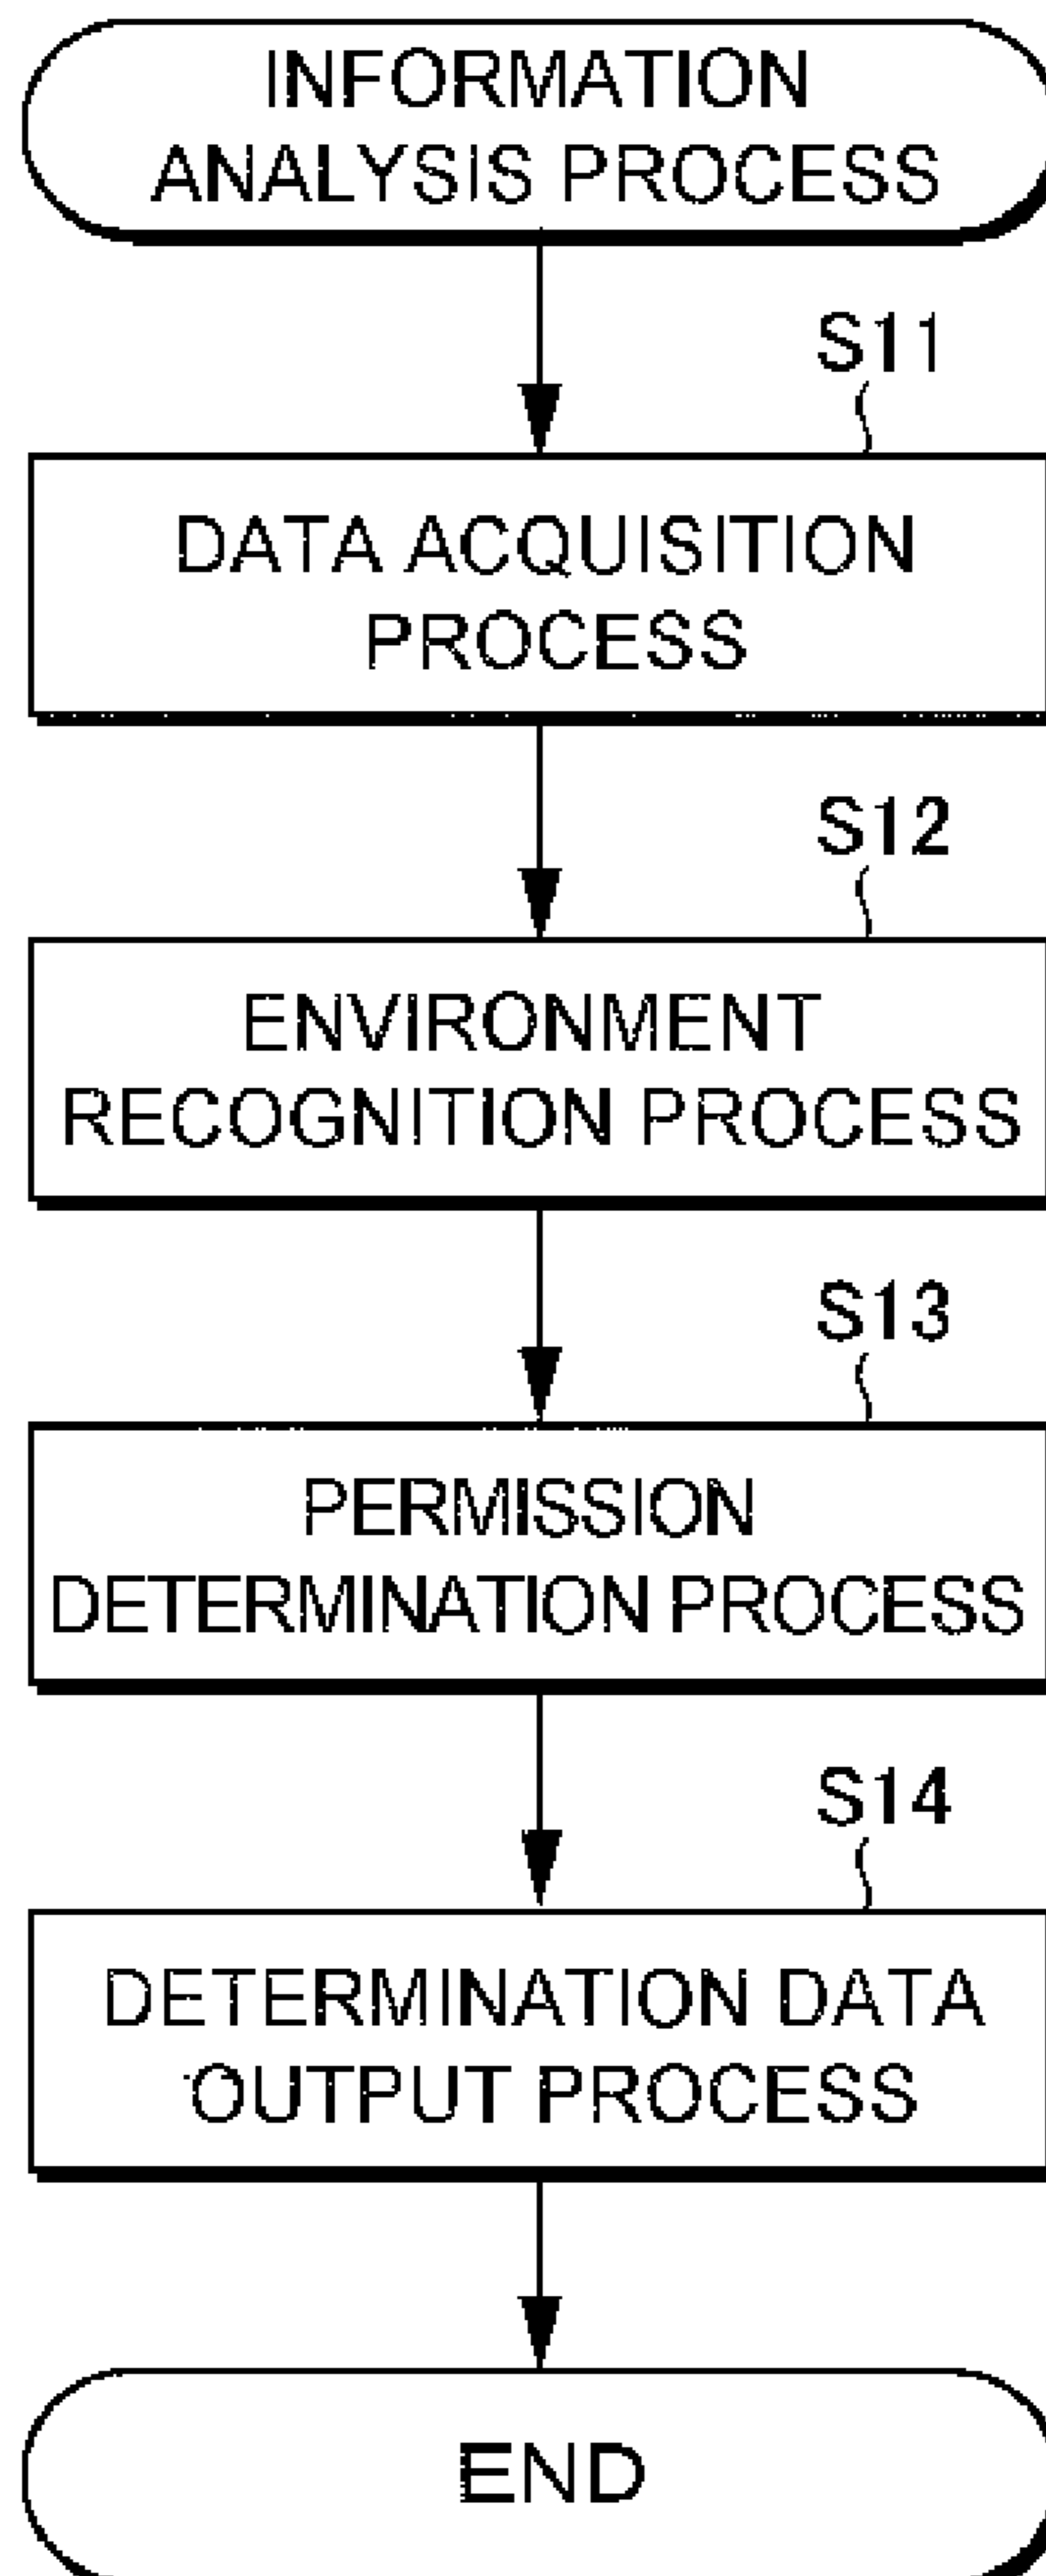 INFORMATION
ANALYSIS PROCESS
S11
DATA ACQUISITION
PROCESS
S12
ENVIRONMENT
RECOGNITION PROCESS
S13
PERMISSION
DETERMINATION PROCESS
S14
DETERMINATION DATA
OUTPUT PROCESS
END